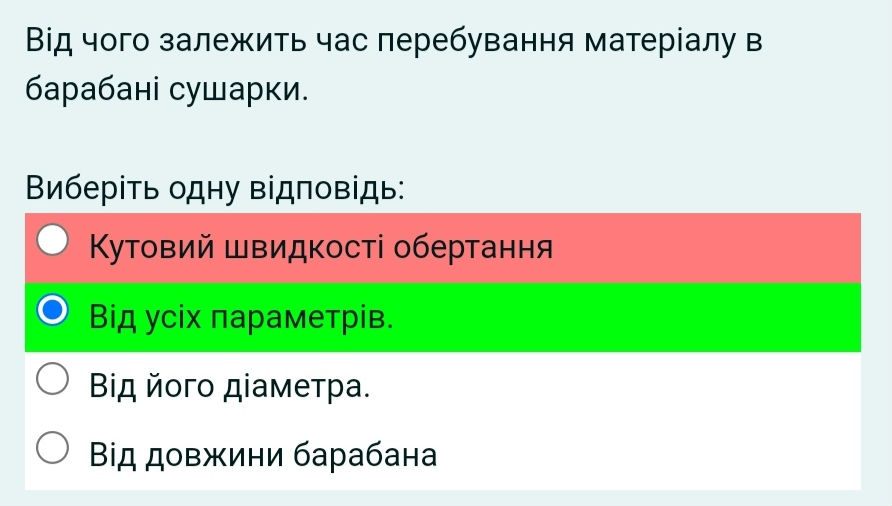 Від чого залежить час перебування матеріалу в
барабані сушарки.
Виберіть одну відповідь:
Кутовий швидкості обертання
Від усіх параметрів.
Від його діаметра.
Від довжини барабана